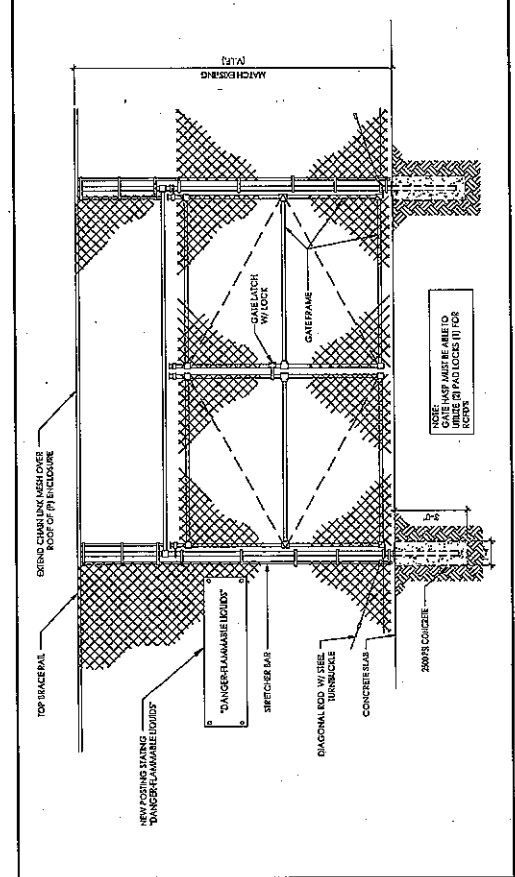 EXTEND CHAIN LINK MESH OVER
ROOF OF (P) ENCLOSURE
TOP BRACE RAIL
NEW POSTING STATING
"DANGER-FLAMMABLE LIQUIDS"
"DANGER-FLAMMABLE LIQUIDS"
STRETCHER BAR
GATE LATCH
W/ LOCK
GATE FRAME
MATCH EXISTING
(V.I.F.)
DIAGONAL ROD W/ STEEL
TURNBUCKLE
CONCRETE SLAB
2500 PSI CONCRETE
3'-0"
NOTE:
GATE HASP MUST BE ABLE TO
UTILIZE (2) PAD LOCKS (1) FOR
RCFD'S